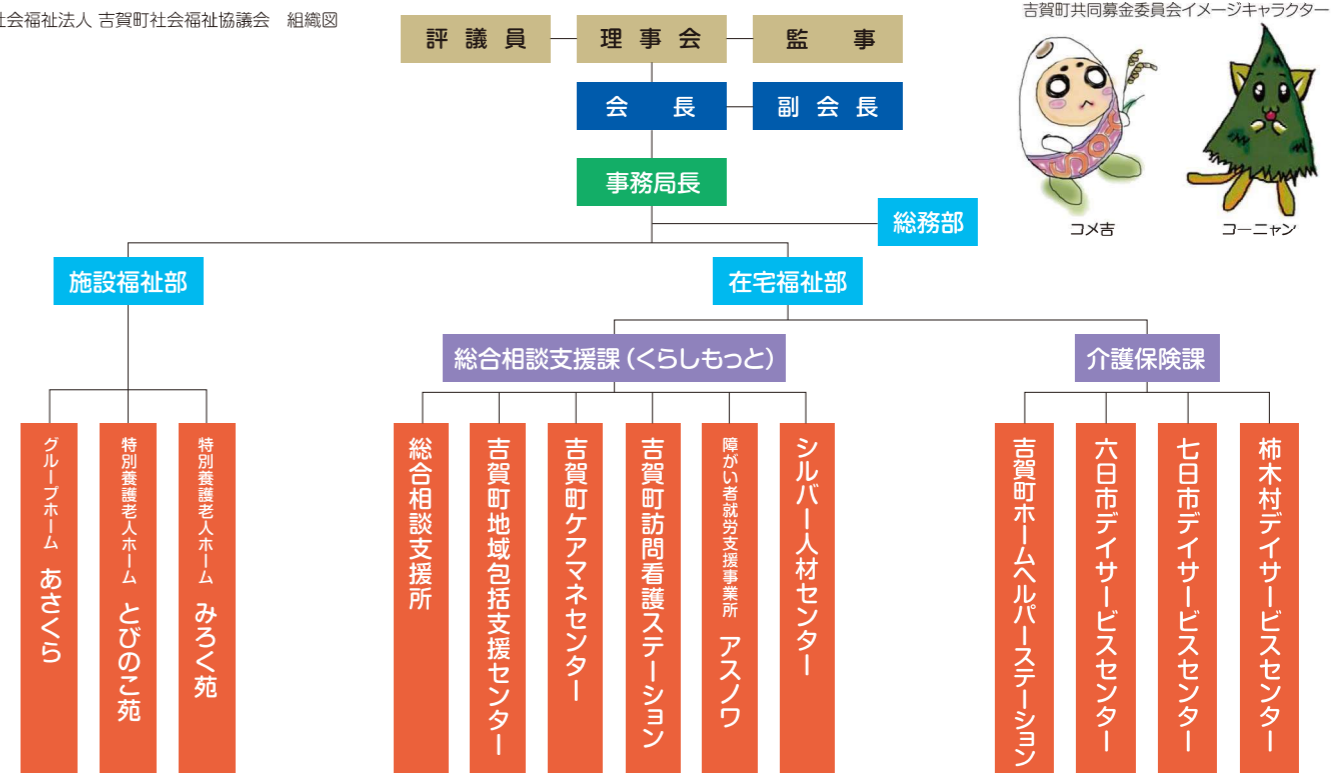 社会福祉法人 吉賀町社会福祉協議会　組織図
吉賀町共同募金委員会イメージキャラクター
評議員
理事会
監事
会長
副会長
コメ吉
コーニャン
事務局長
総務部
施設福祉部
在宅福祉部
総合相談支援課（くらしもっと）
介護保険課
グループホーム あさくら
特別養護老人ホーム とびのこ苑
特別養護老人ホーム みろく苑
総合相談支援所
吉賀町地域包括支援センター
吉賀町ケアマネセンター
吉賀町訪問看護ステーション
障がい者就労支援事業所 アスノワ
シルバー人材センター
吉賀町ホームヘルパーステーション
六日市デイサービスセンター
七日市デイサービスセンター
柿木村デイサービスセンター